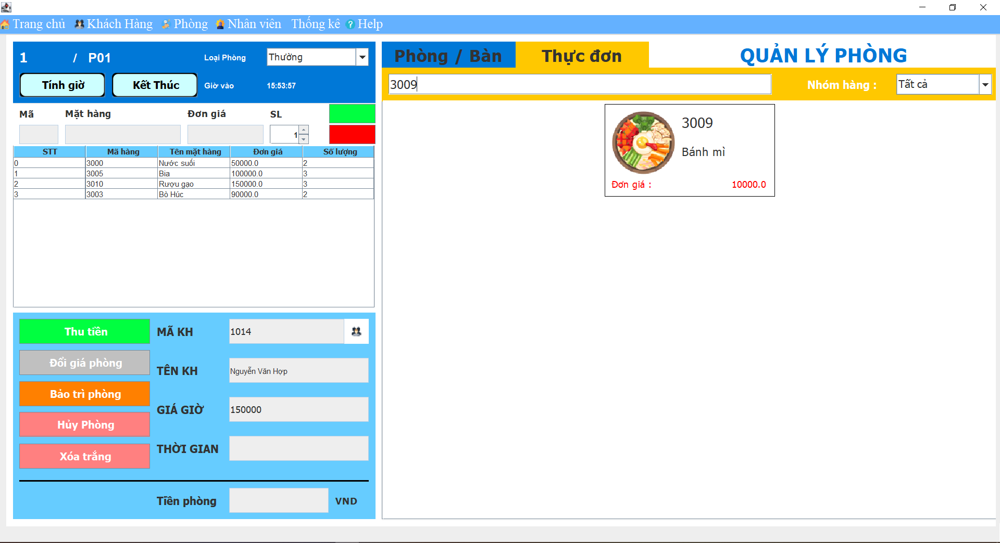 Trang chủ Khách Hàng Phòng Nhân viên Thống kê ? Help
1 / P01 Loại Phòng Thường
Tính giờ Kết Thúc Giờ vào 15:53:57
Mã Mặt hàng Đơn giá SL
1
STT Mã hàng Tên mặt hàng Đơn giá Số lượng
0 3000 Nước suối 50000.0 2
1 3005 Bia 100000.0 3
2 3010 Rượu gạo 150000.0 3
3 3003 Bò Húc 90000.0 2
Thu tiền MÃ KH 1014
Đổi giá phòng
TÊN KH Nguyễn Văn Hợp
Bảo trì phòng
GIÁ GIỜ 150000
Hủy Phòng
THỜI GIAN
Xóa trắng
Tiền phòng VND
Phòng / Bàn Thực đơn QUẢN LÝ PHÒNG
3009 Nhóm hàng : Tất cả
3009
Bánh mì
Đơn giá : 10000.0